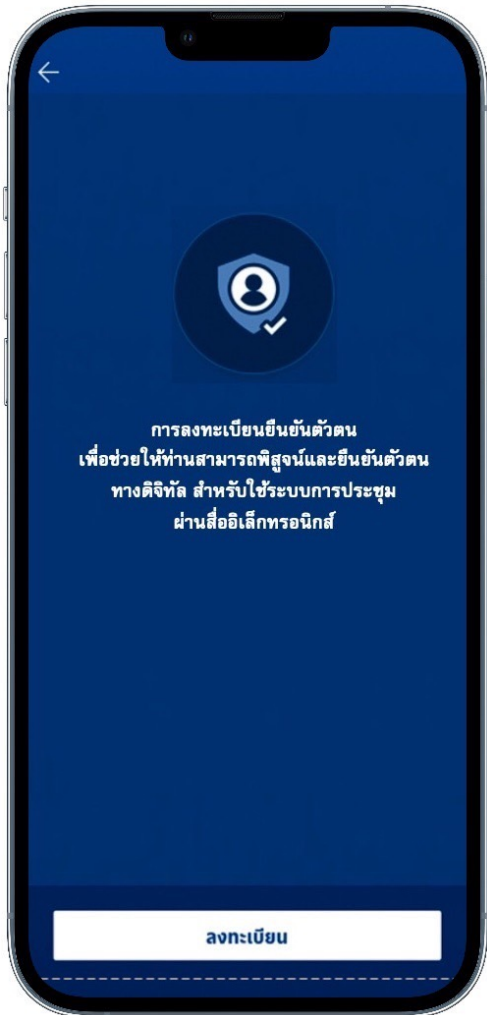 การลงทะเบียนยืนยันตัวตน
เพื่อช่วยให้ท่านสามารถพิสูจน์และยืนยันตัวตน
ทางดิจิทัล สำหรับใช้ระบบการประชุม
ผ่านสื่ออิเล็กทรอนิกส์
ลงทะเบียน